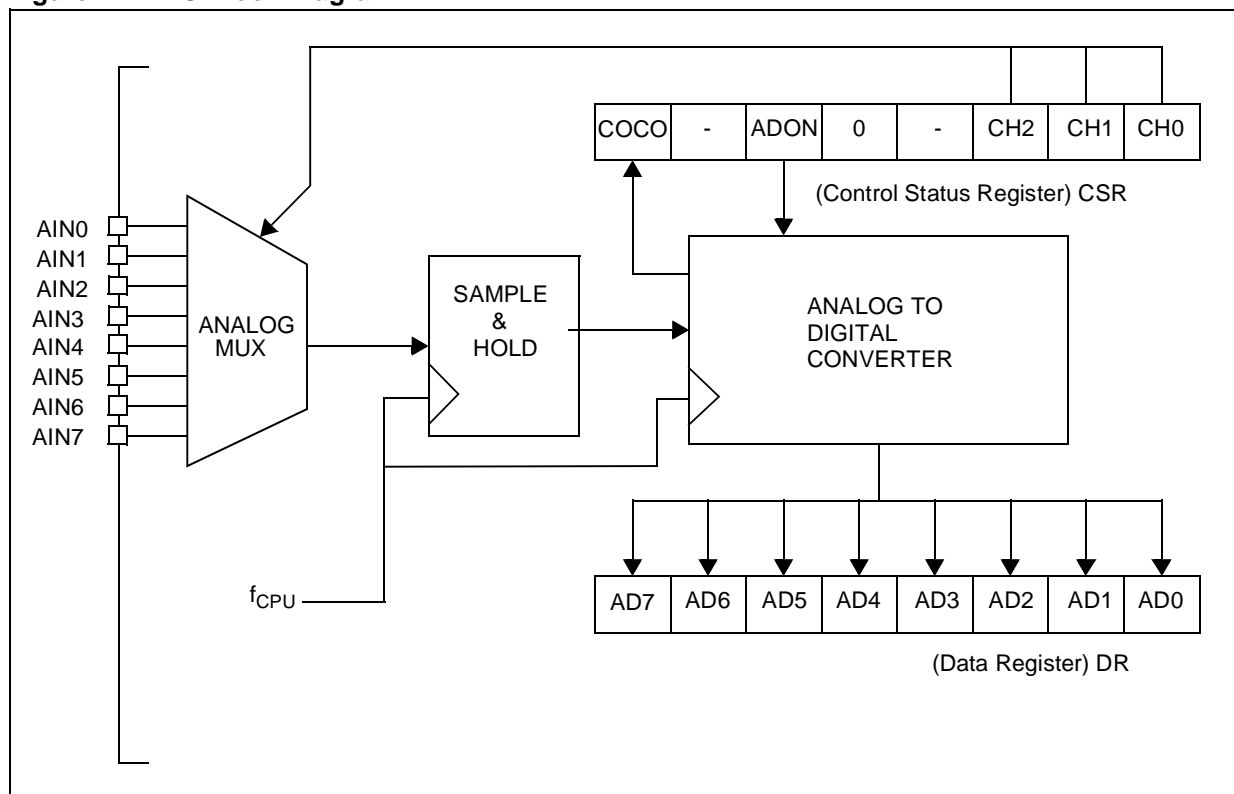 COCO - ADON 0 - CH2 CH1 CH0
(Control Status Register) CSR
AIN0
AIN1
AIN2
AIN3
AIN4
AIN5
AIN6
AIN7
ANALOG
MUX
SAMPLE
&
HOLD
ANALOG TO
DIGITAL
CONVERTER
fCPU
AD7 AD6 AD5 AD4 AD3 AD2 AD1 AD0
(Data Register) DR